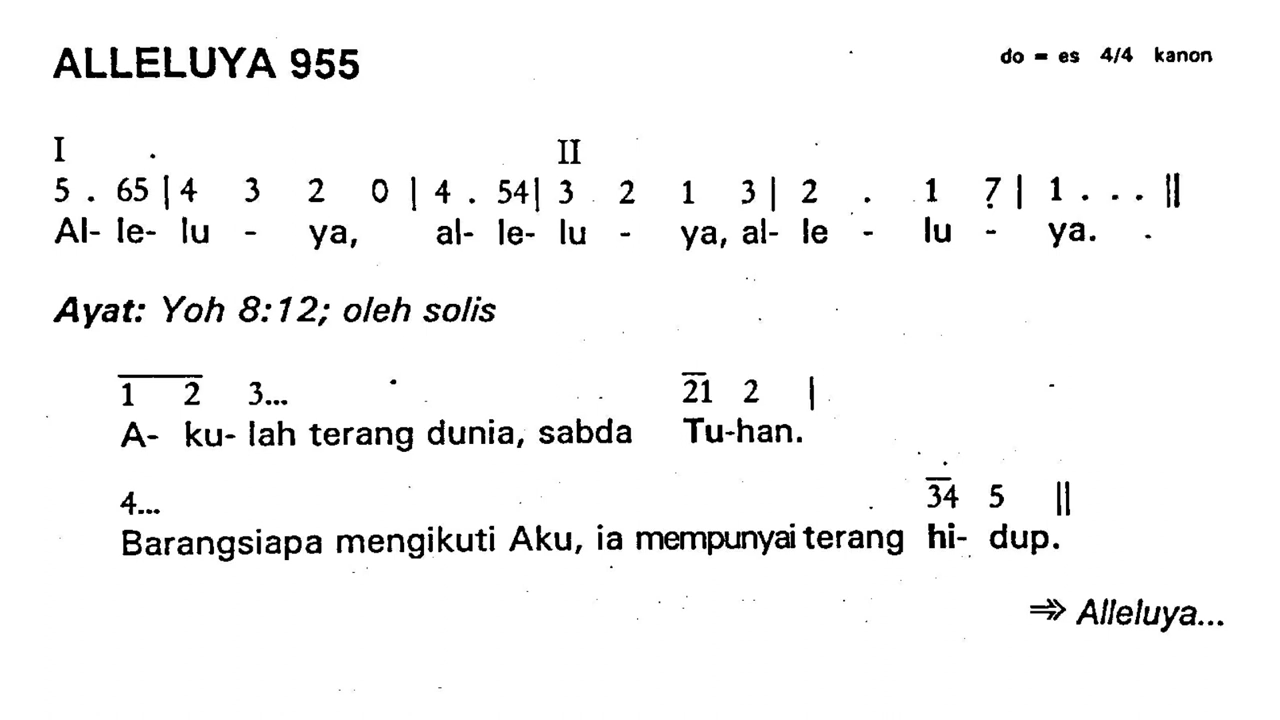 ALLELUYA 955
do = es 4/4 kanon
I II
5 . 65 | 4 3 2 0 | 4 . 54 | 3 2 1 3 | 2 . 1 7̣ | 1 . . . ||
Al- le- lu - ya, al- le- lu - ya, al- le - lu - ya.
Ayat: Yoh 8:12; oleh solis
1 2 3... 21 2 |
A- ku- lah terang dunia, sabda Tu-han.
4... 34 5 ||
Barangsiapa mengikuti Aku, ia mempunyai terang hi- dup.
⇒ Alleluya...